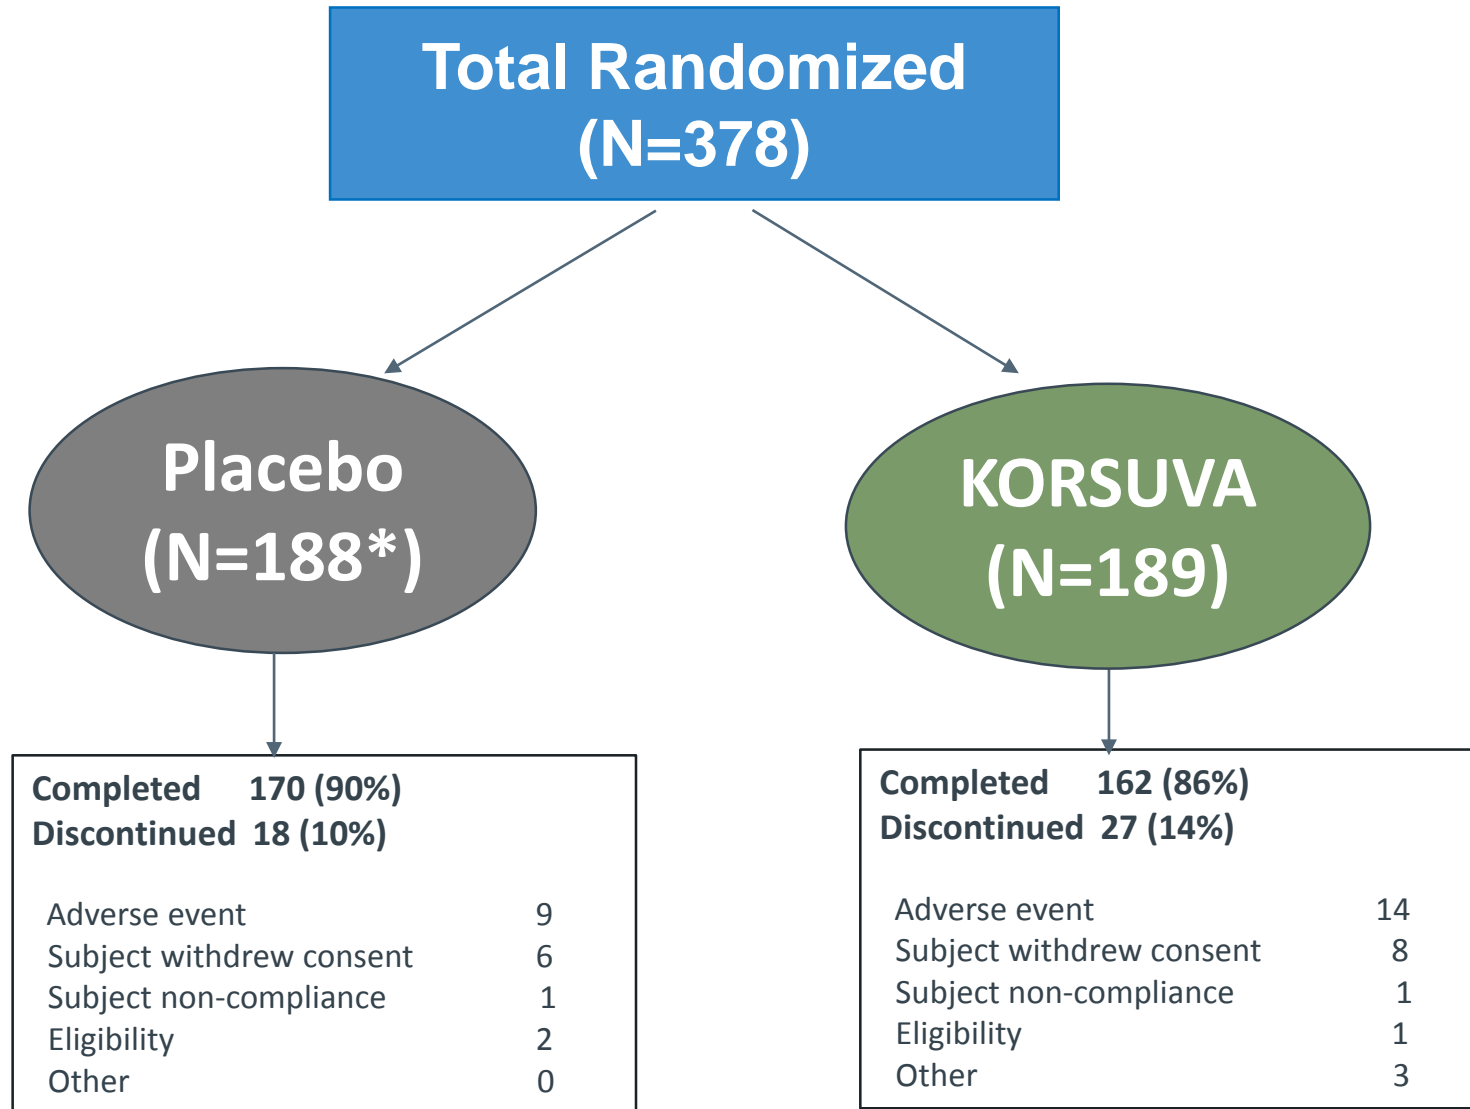 Total Randomized
(N=378)
Placebo
(N=188*)
KORSUVA
(N=189)
Completed 170 (90%)
Discontinued 18 (10%)
Adverse event 9
Subject withdrew consent 6
Subject non-compliance 1
Eligibility 2
Other 0
Completed 162 (86%)
Discontinued 27 (14%)
Adverse event 14
Subject withdrew consent 8
Subject non-compliance 1
Eligibility 1
Other 3